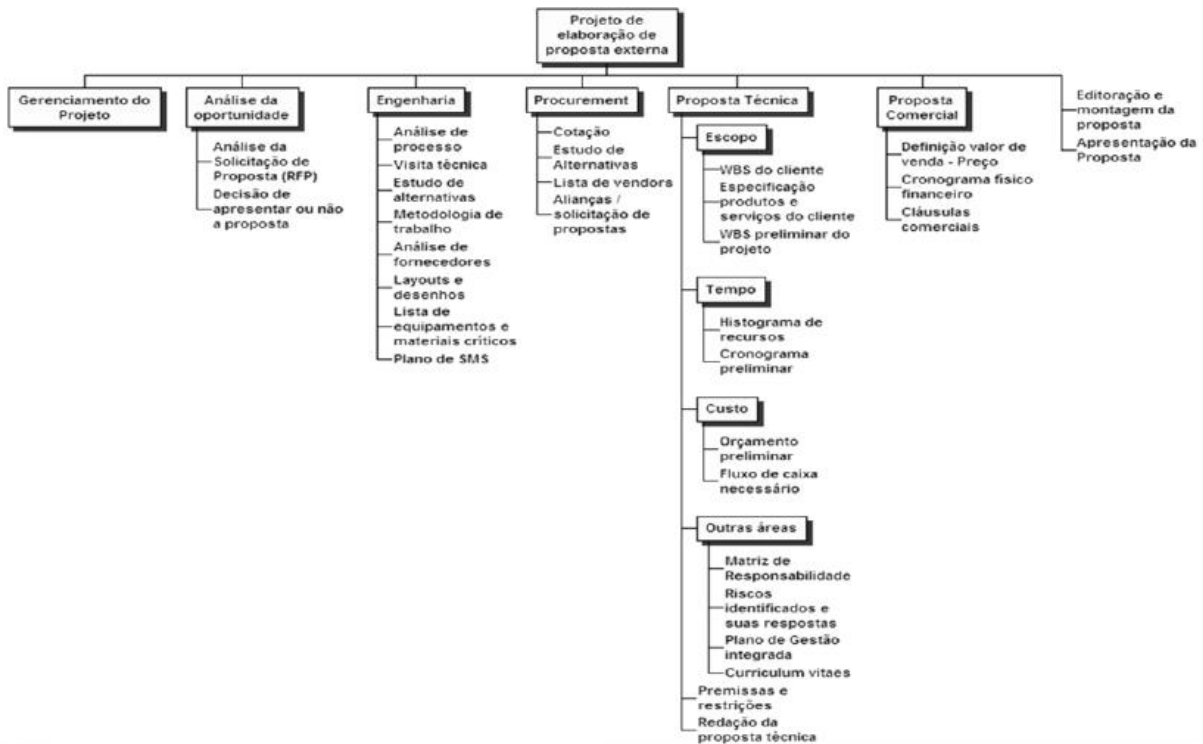 Projeto de
elaboração de
proposta externa
Gerenciamento do
Projeto
Análise da
oportunidade
Análise da
Solicitação de
Proposta (RFP)
Decisão de
apresentar ou não
a proposta
Engenharia
Análise de
processo
Visita técnica
Estudo de
alternativas
Metodologia de
trabalho
Análise de
fornecedores
Layouts e
desenhos
Lista de
equipamentos e
materiais críticos
Plano de SMS
Procurement
Cotação
Estudo de
Alternativas
Lista de vendors
Alianças /
solicitação de
propostas
Proposta Técnica
Escopo
WBS do cliente
Especificação
produtos e
serviços do cliente
WBS preliminar do
projeto
Tempo
Histograma de
recursos
Cronograma
preliminar
Custo
Orçamento
preliminar
Fluxo de caixa
necessário
Outras áreas
Matriz de
Responsabilidade
Riscos
identificados e
suas respostas
Plano de Gestão
integrada
Curriculum vitaes
Premissas e
restrições
Redação da
proposta técnica
Proposta
Comercial
Definição valor de
venda - Preço
Cronograma físico
financeiro
Cláusulas
comerciais
Editoração e
montagem da
proposta
Apresentação da
Proposta